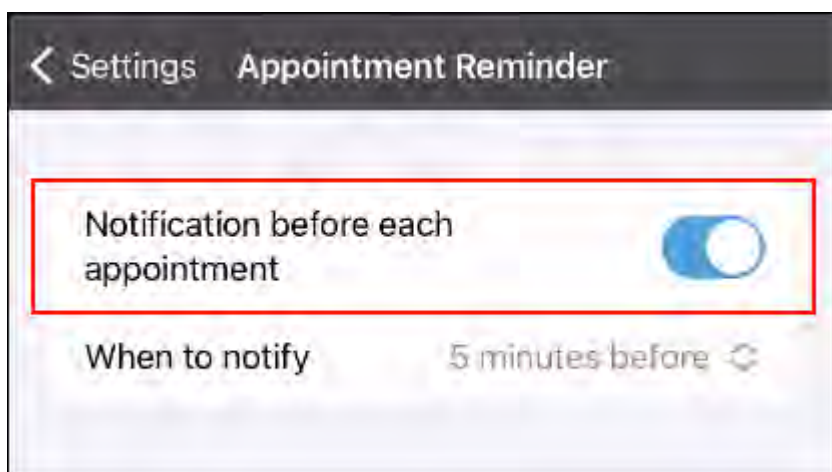 Settings Appointment Reminder
Notification before each
appointment
When to notify 5 minutes before